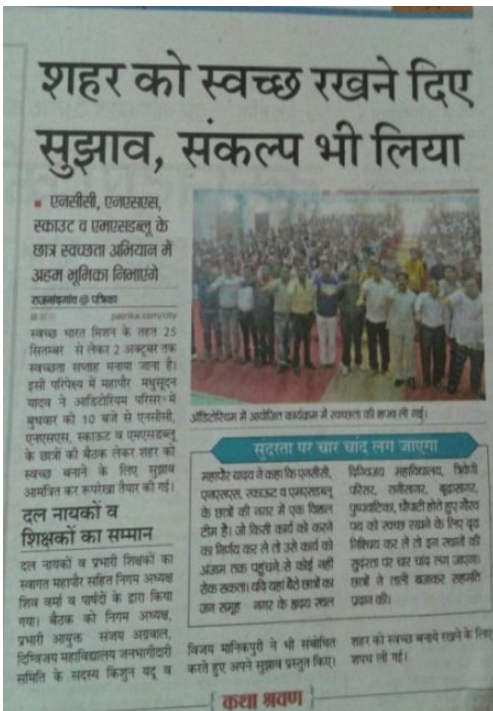 शहर को स्वच्छ रखने दिए
सुझाव, संकल्प भी लिया
▪ एनसीसी, एनएसएस,
स्काउट व एमएसडब्लू के
छात्र स्वच्छता अभियान में
अहम भूमिका निभाएंगे
राजनांदगांव @ पत्रिका
patrika.com/city
स्वच्छ भारत मिशन के तहत 25
सितम्बर से लेकर 2 अक्टूबर तक
स्वच्छता सप्ताह मनाया जाना है।
इसी परिपेक्ष्य में महापौर मधुसूदन
यादव ने आडिटोरियम परिसर में
बुधवार को 10 बजे से एनसीसी,
एनएसएस, स्काउट व एमएसडब्लू
के छात्रों की बैठक लेकर शहर को
स्वच्छ बनाने के लिए सुझाव
आमंत्रित कर रूपरेखा तैयार की गई।
दल नायकों व
शिक्षकों का सम्मान
दल नायकों व प्रभारी शिक्षकों का
स्वागत महापौर सहित निगम अध्यक्ष
शिव वर्मा व पार्षदों के द्वारा किया
गया। बैठक को निगम अध्यक्ष,
प्रभारी आयुक्त संजय अग्रवाल,
दिग्विजय महाविद्यालय जनभागीदारी
समिति के सदस्य किशुन यदु व
ऑडिटोरियम में आयोजित कार्यक्रम में स्वच्छता की शपथ ली गई।
सुंदरता पर चार चांद लग जाएगा
महापौर यादव ने कहा कि एनसीसी,
एनएसएस, स्काउट व एमएसडब्लू
के छात्रों की नगर में एक विशाल
टीम है। जो किसी कार्य को करने
का निर्णय कर ले तो उसे कार्य को
अंजाम तक पहुंचने से कोई नहीं
रोक सकता। यदि यहां बैठे छात्रों का
जन समूह नगर के हृदय स्थल
दिग्विजय महाविद्यालय, त्रिवेणी
परिसर, रानीसागर, बूढ़ासागर,
पुष्पवाटिका, चौपाटी होते हुए गौरव
पथ को स्वच्छ रखने के लिए दृढ़
निश्चिय कर ले तो इन स्थानों की
सुंदरता पर चार चांद लग जाएगा।
छात्रों ने ताली बजाकर सहमति
प्रदान की।
विजय मानिकपुरी ने भी संबोधित
करते हुए अपने सुझाव प्रस्तुत किए।
शहर को स्वच्छ बनाये रखने के लिए
शपथ ली गई।
कथा श्रवण